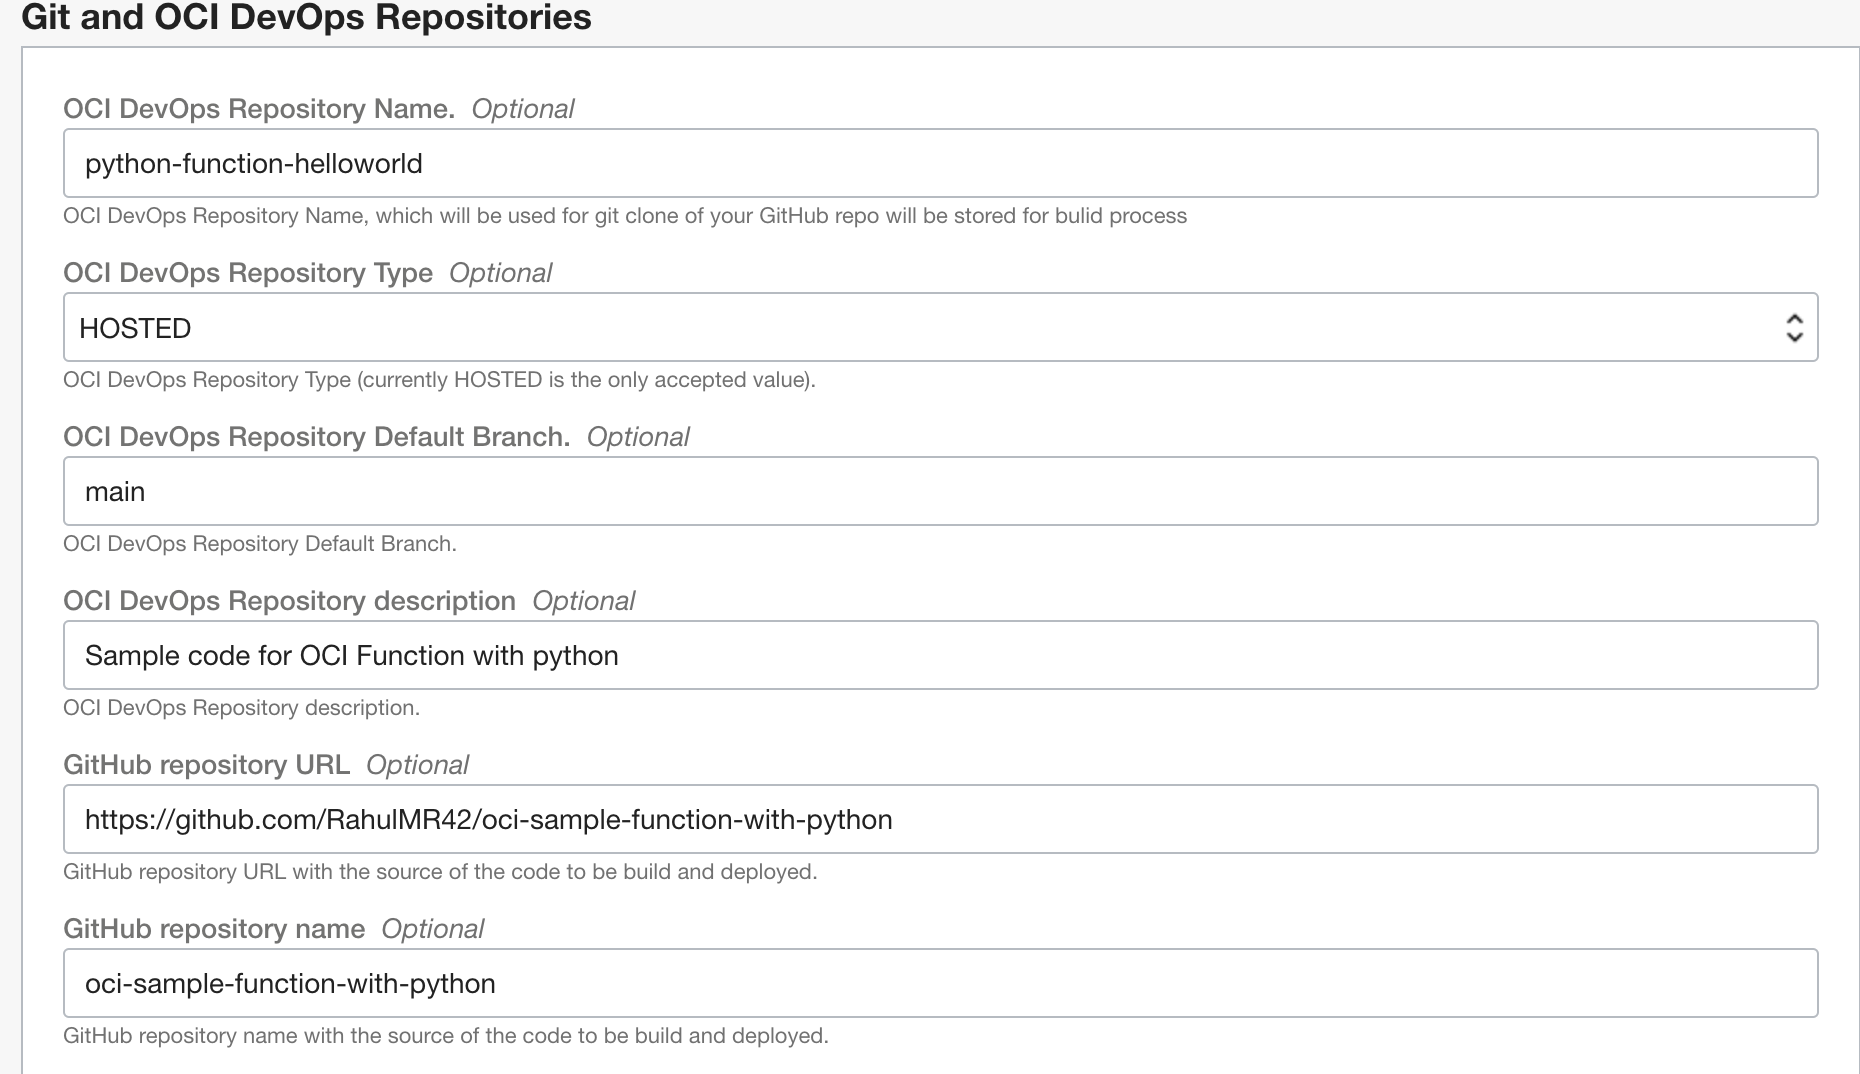 Git and OCI DevOps Repositories
OCI DevOps Repository Name. Optional
python-function-helloworld
OCI DevOps Repository Name, which will be used for git clone of your GitHub repo will be stored for bulid process
OCI DevOps Repository Type Optional
HOSTED
OCI DevOps Repository Type (currently HOSTED is the only accepted value).
OCI DevOps Repository Default Branch. Optional
main
OCI DevOps Repository Default Branch.
OCI DevOps Repository description Optional
Sample code for OCI Function with python
OCI DevOps Repository description.
GitHub repository URL Optional
https://github.com/RahulMR42/oci-sample-function-with-python
GitHub repository URL with the source of the code to be build and deployed.
GitHub repository name Optional
oci-sample-function-with-python
GitHub repository name with the source of the code to be build and deployed.